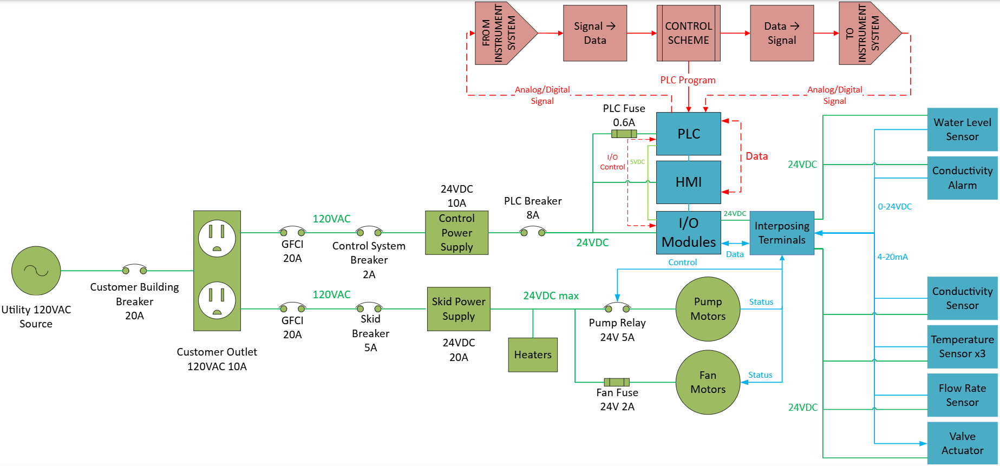 FROM
INSTRUMENT
SYSTEM
Signal →
Data
CONTROL
SCHEME
Data →
Signal
TO
INSTRUMENT
SYSTEM
PLC Program
Analog/Digital
Signal
Analog/Digital
Signal
PLC Fuse
0.6A
PLC
I/O
Control
5VDC
Data
HMI
24VDC
10A
Control
Power
Supply
PLC Breaker
8A
24VDC
I/O
Modules
24VDC
Data
Interposing
Terminals
24VDC
Water Level
Sensor
Conductivity
Alarm
0-24VDC
4-20mA
120VAC
GFCI
20A
Control System
Breaker
2A
Customer Building
Breaker
20A
Utility 120VAC
Source
Customer Outlet
120VAC 10A
120VAC
GFCI
20A
Skid
Breaker
5A
Skid Power
Supply
24VDC
20A
24VDC max
Heaters
Control
Pump Relay
24V 5A
Pump
Motors
Status
Fan Fuse
24V 2A
Fan
Motors
Status
24VDC
Conductivity
Sensor
Temperature
Sensor x3
Flow Rate
Sensor
Valve
Actuator